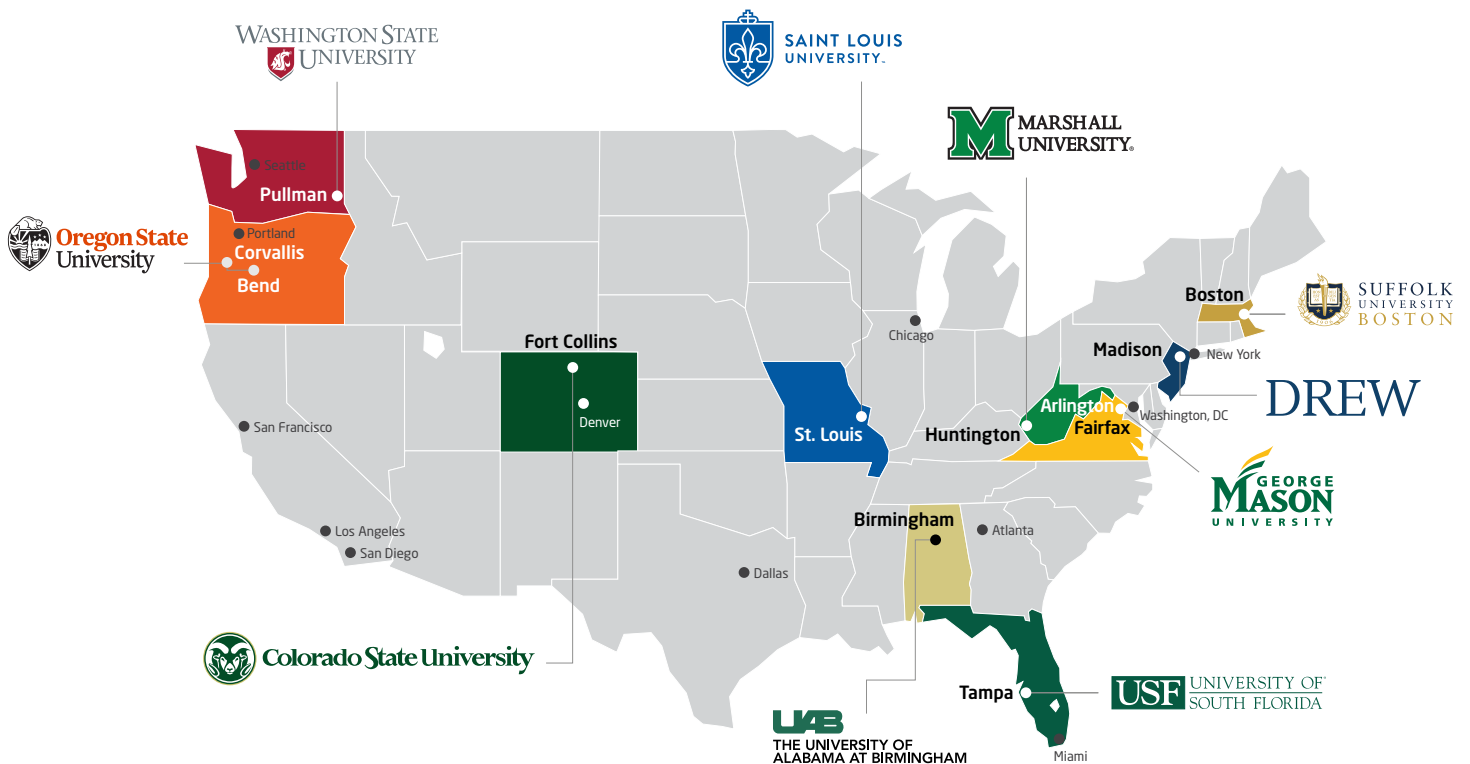 WASHINGTON STATE
UNIVERSITY
SAINT LOUIS
UNIVERSITY™
M MARSHALL
UNIVERSITY®
Seattle
Pullman
Oregon State
University
Portland
Corvallis
Bend
Boston
SUFFOLK
UNIVERSITY
BOSTON
Chicago
Fort Collins
Madison
New York
DREW
Denver
Arlington
Washington, DC
San Francisco
St. Louis
Huntington
Fairfax
GEORGE
MASON
UNIVERSITY
Birmingham
Los Angeles
Atlanta
San Diego
Dallas
Colorado State University
Tampa
USF UNIVERSITY OF
SOUTH FLORIDA
UAB
THE UNIVERSITY OF
ALABAMA AT BIRMINGHAM
Miami